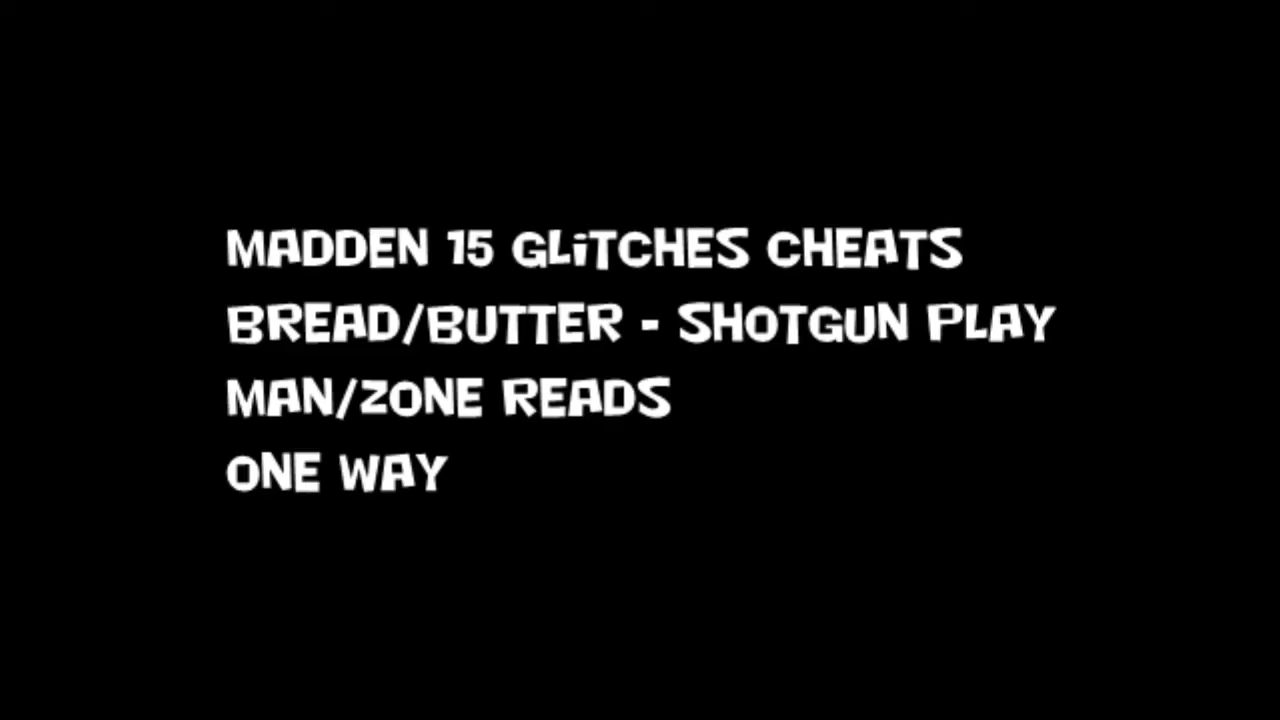 MADDEN 15 GLiTCHES CHEATS
BREAD/BUTTER - SHOTGUN PLAY
MAN/ZONE READS
ONE WAY